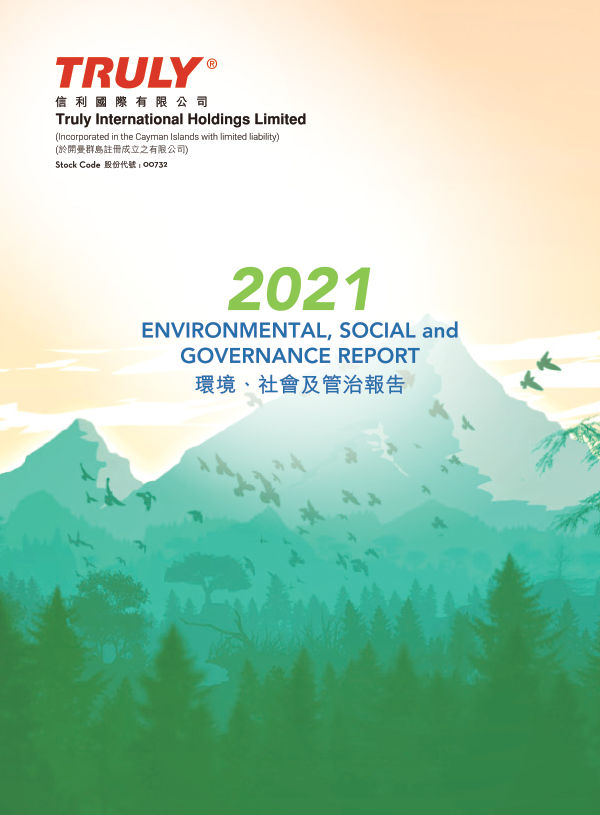 TRULY®
信利國際有限公司
Truly International Holdings Limited
(Incorporated in the Cayman Islands with limited liability)
(於開曼群島註冊成立之有限公司)
Stock Code 股份代號 : 00732
2021
ENVIRONMENTAL, SOCIAL and
GOVERNANCE REPORT
環境、社會及管治報告